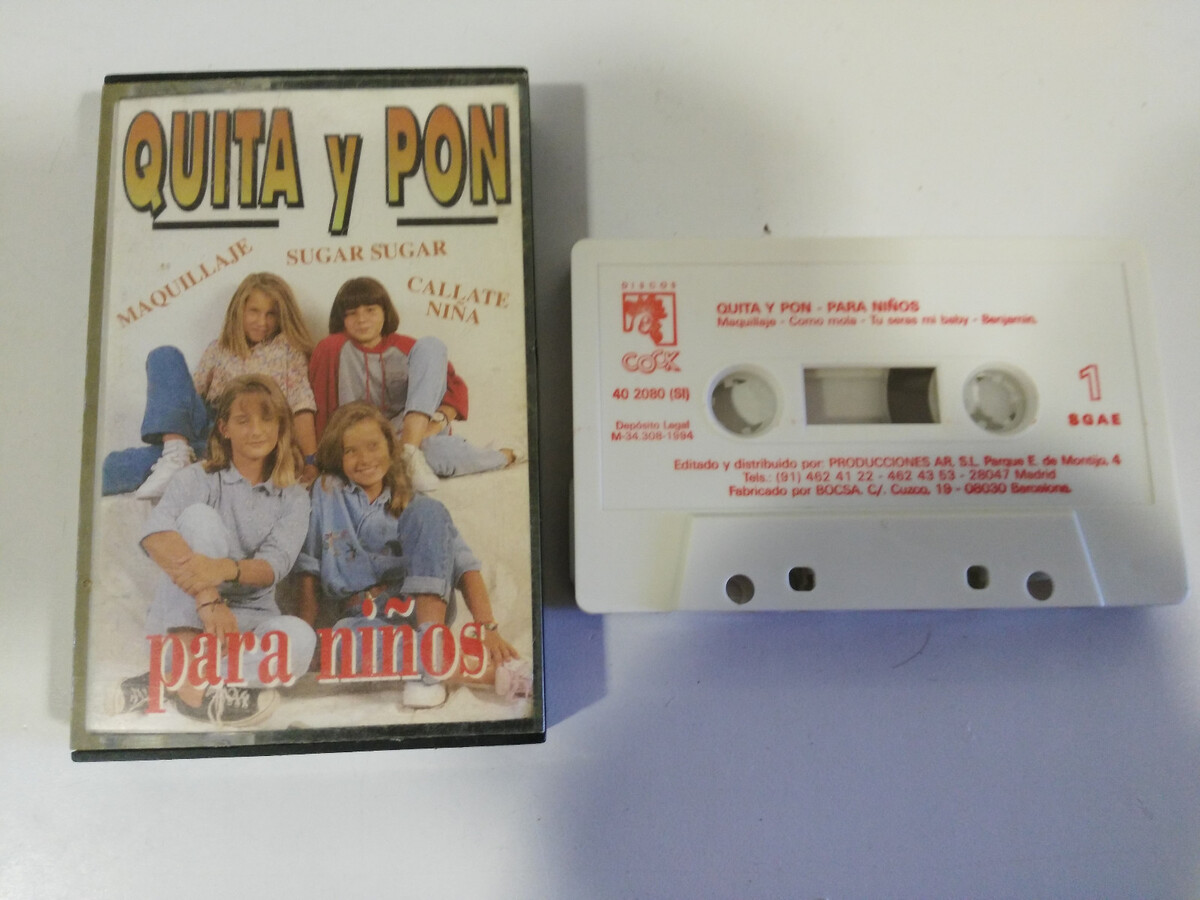 QUITA y PON
MAQUILLAJE
SUGAR SUGAR
CALLATE
NIÑA
para niños
DISCOS
COCK
40 2080 (SI)
Depósito Legal
M-34.308-1994
QUITA Y PON - PARA NIÑOS
Maquillaje - Como mola - Tu seras mi baby - Benjamin.
1
SGAE
Editado y distribuido por: PRODUCCIONES AR, S.L. Parque E. de Montijo, 4
Tels.: (91) 462 41 22 - 462 43 53 - 28047 Madrid
Fabricado por BOCSA. C/. Cuzco, 19 - 08030 Barcelona.